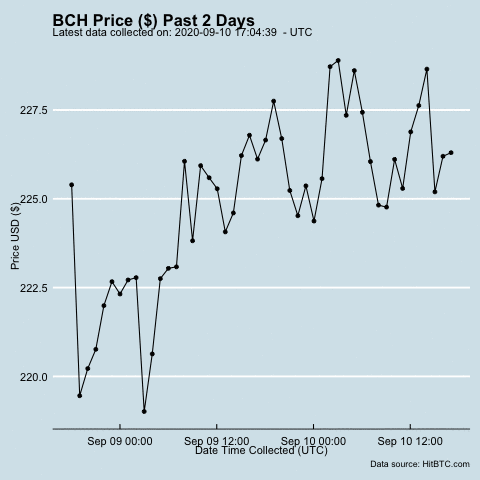 BCH Price ($) Past 2 Days
Latest data collected on: 2020-09-10 17:04:39  - UTC
227.5
225.0
222.5
220.0
Price USD ($)
Sep 09 00:00
Sep 09 12:00
Sep 10 00:00
Sep 10 12:00
Date Time Collected (UTC)
Data source: HitBTC.com